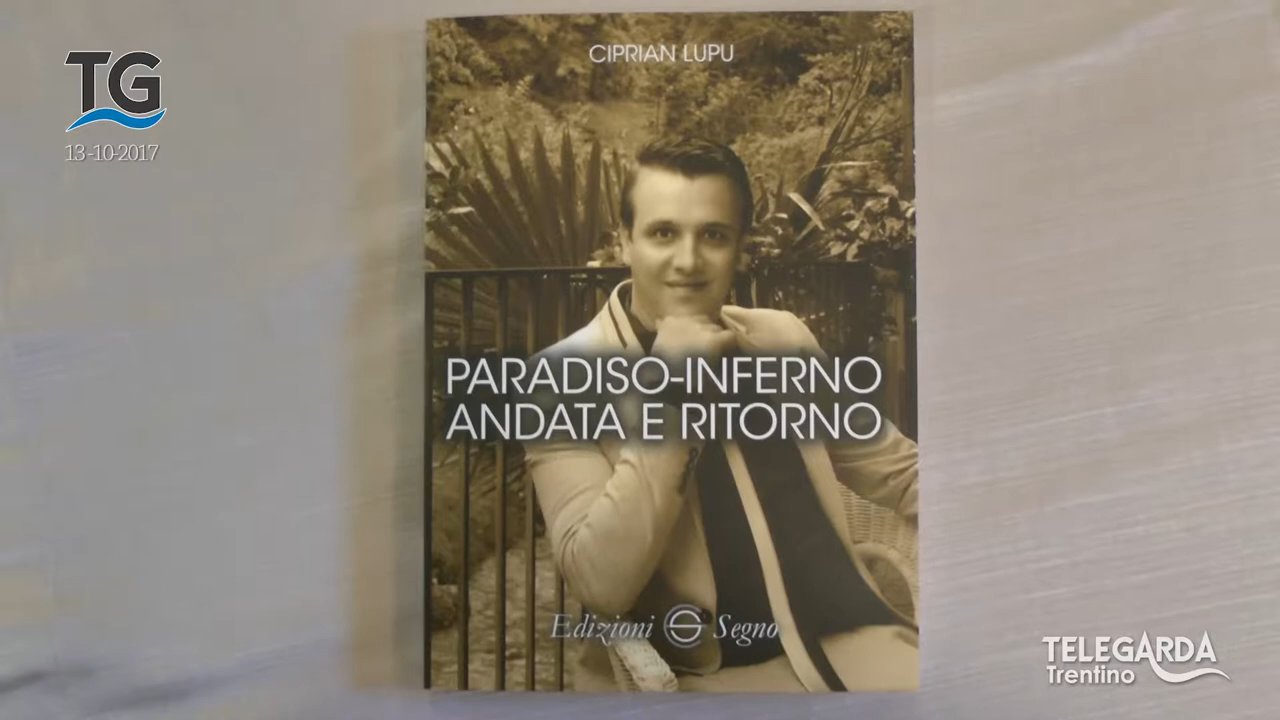 TG
13-10-2017
CIPRIAN LUPU
PARADISO-INFERNO
ANDATA E RITORNO
Edizioni S Segno
TELEGARDA
Trentino